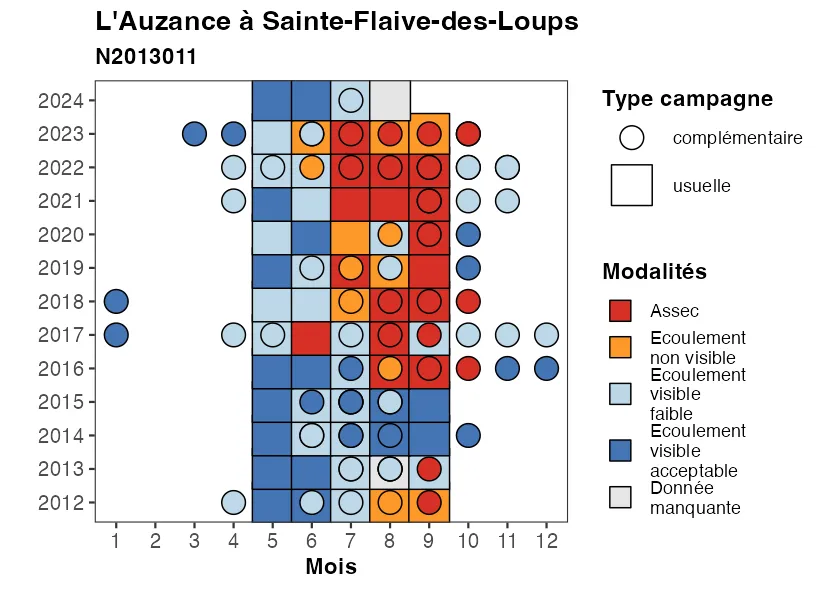 L'Auzance à Sainte-Flaive-des-Loups
N2013011
2024
2023
2022
2021
2020
2019
2018
2017
2016
2015
2014
2013
2012
1 2 3 4 5 6 7 8 9 10 11 12
Mois
Type campagne
complémentaire
usuelle
Modalités
Assec
Ecoulement
non visible
Ecoulement
visible
faible
Ecoulement
visible
acceptable
Donnée
manquante